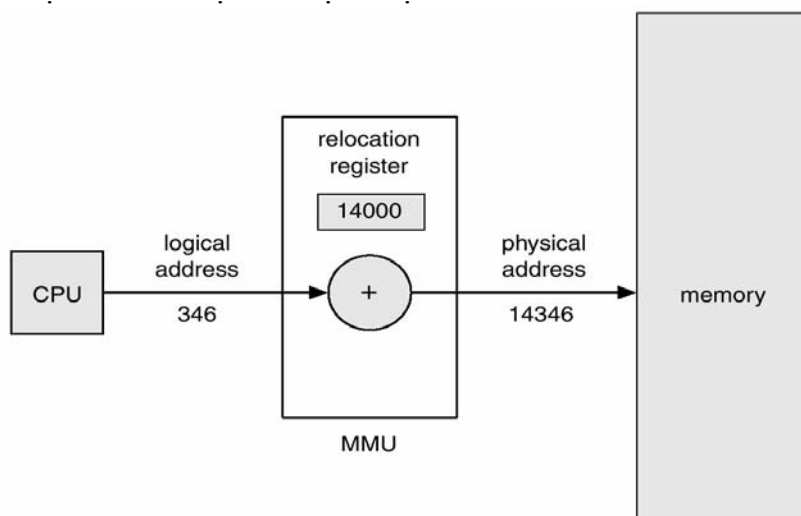 relocation
register
14000
logical
address
346
CPU
+
physical
address
14346
memory
MMU